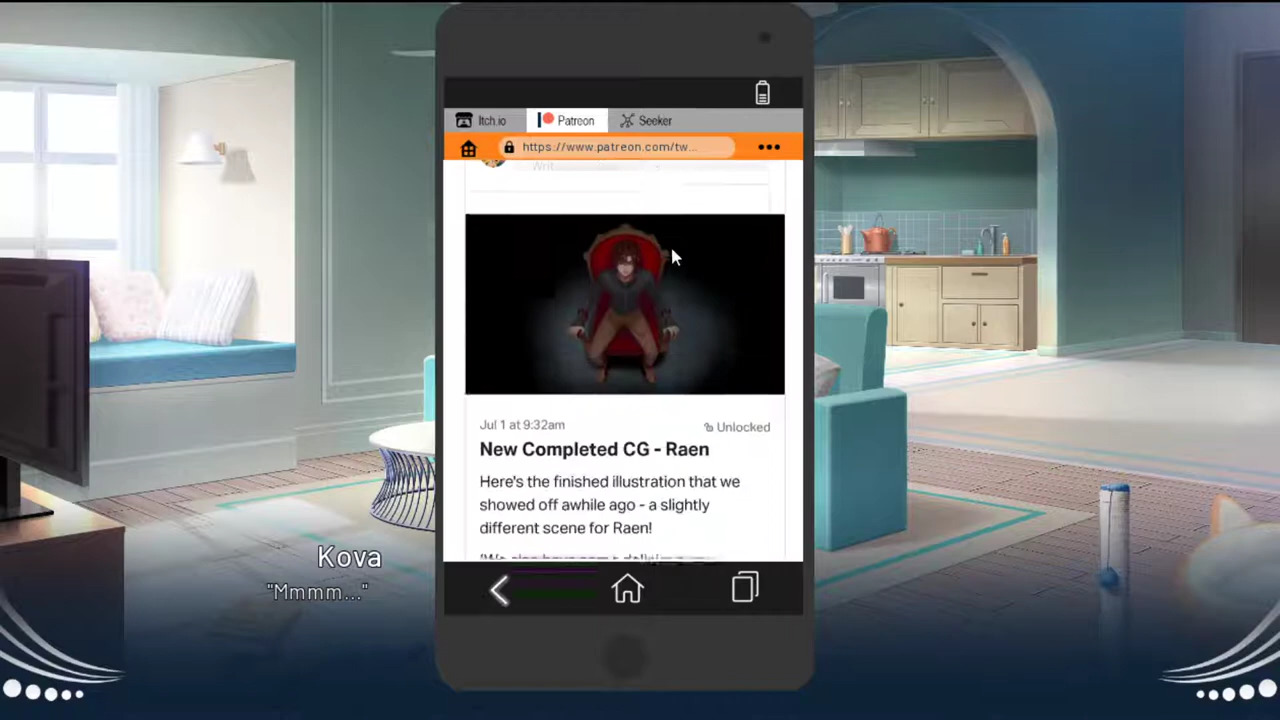 Itch.io Patreon Seeker
https://www.patreon.com/tw...
Jul 1 at 9:32am Unlocked
New Completed CG - Raen
Here's the finished illustration that we
showed off awhile ago - a slightly
different scene for Raen!
Kova
"Mmmm..."